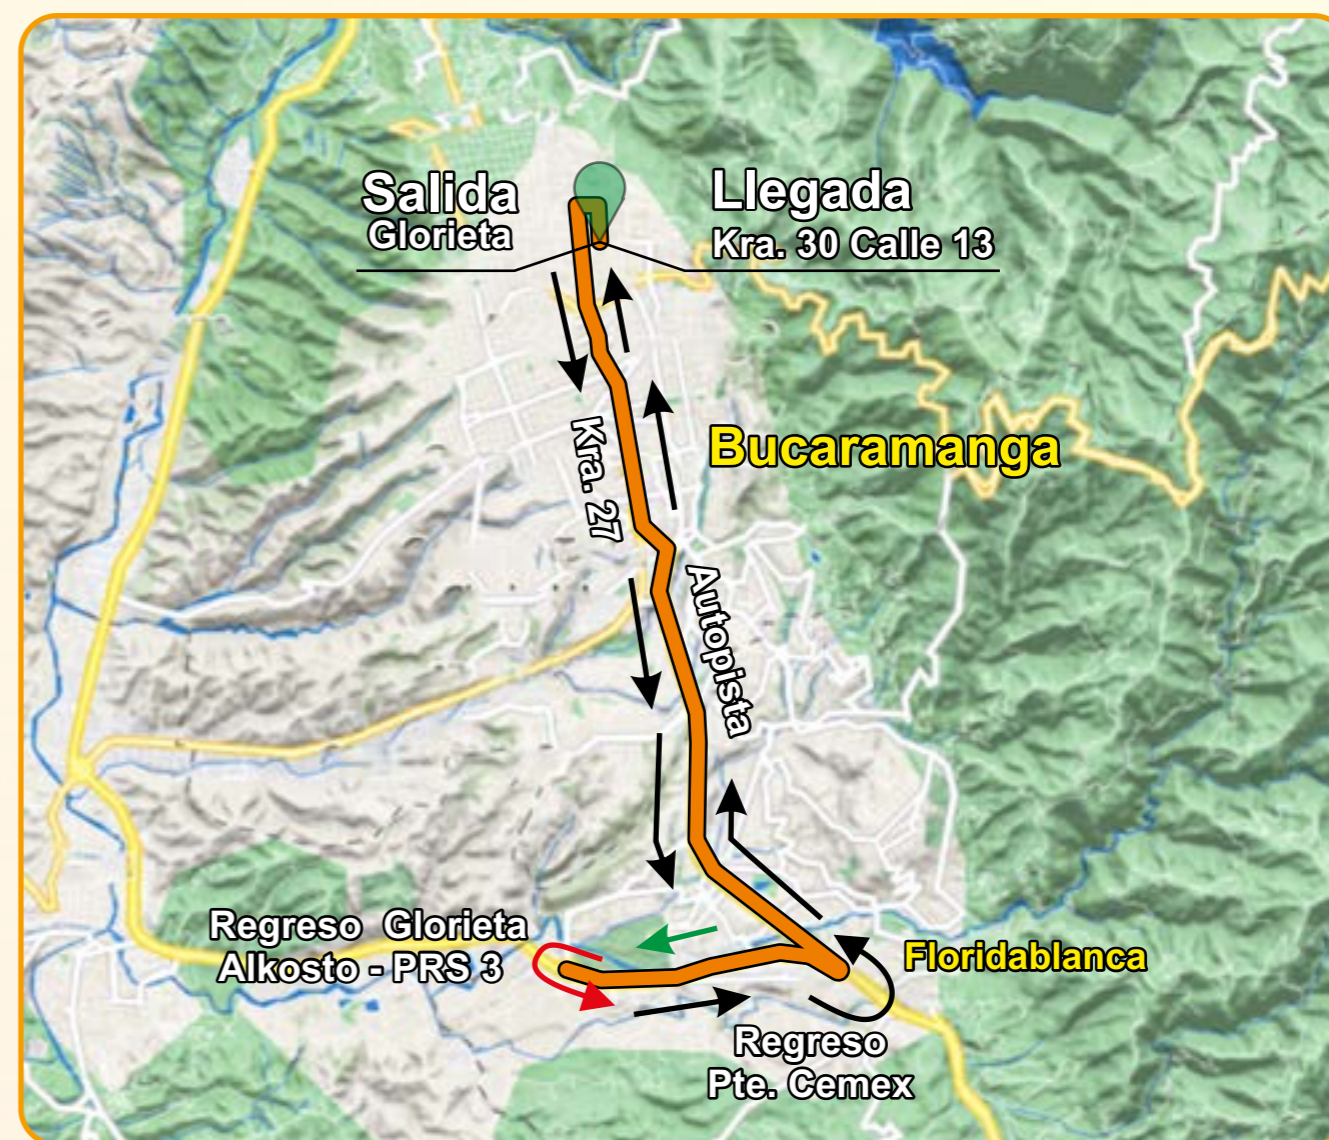 Salida
Glorieta
Llegada
Kra. 30 Calle 13
Kra. 27
Bucaramanga
Autopista
Regreso Glorieta
Alkosto - PRS 3
Floridablanca
Regreso
Pte. Cemex